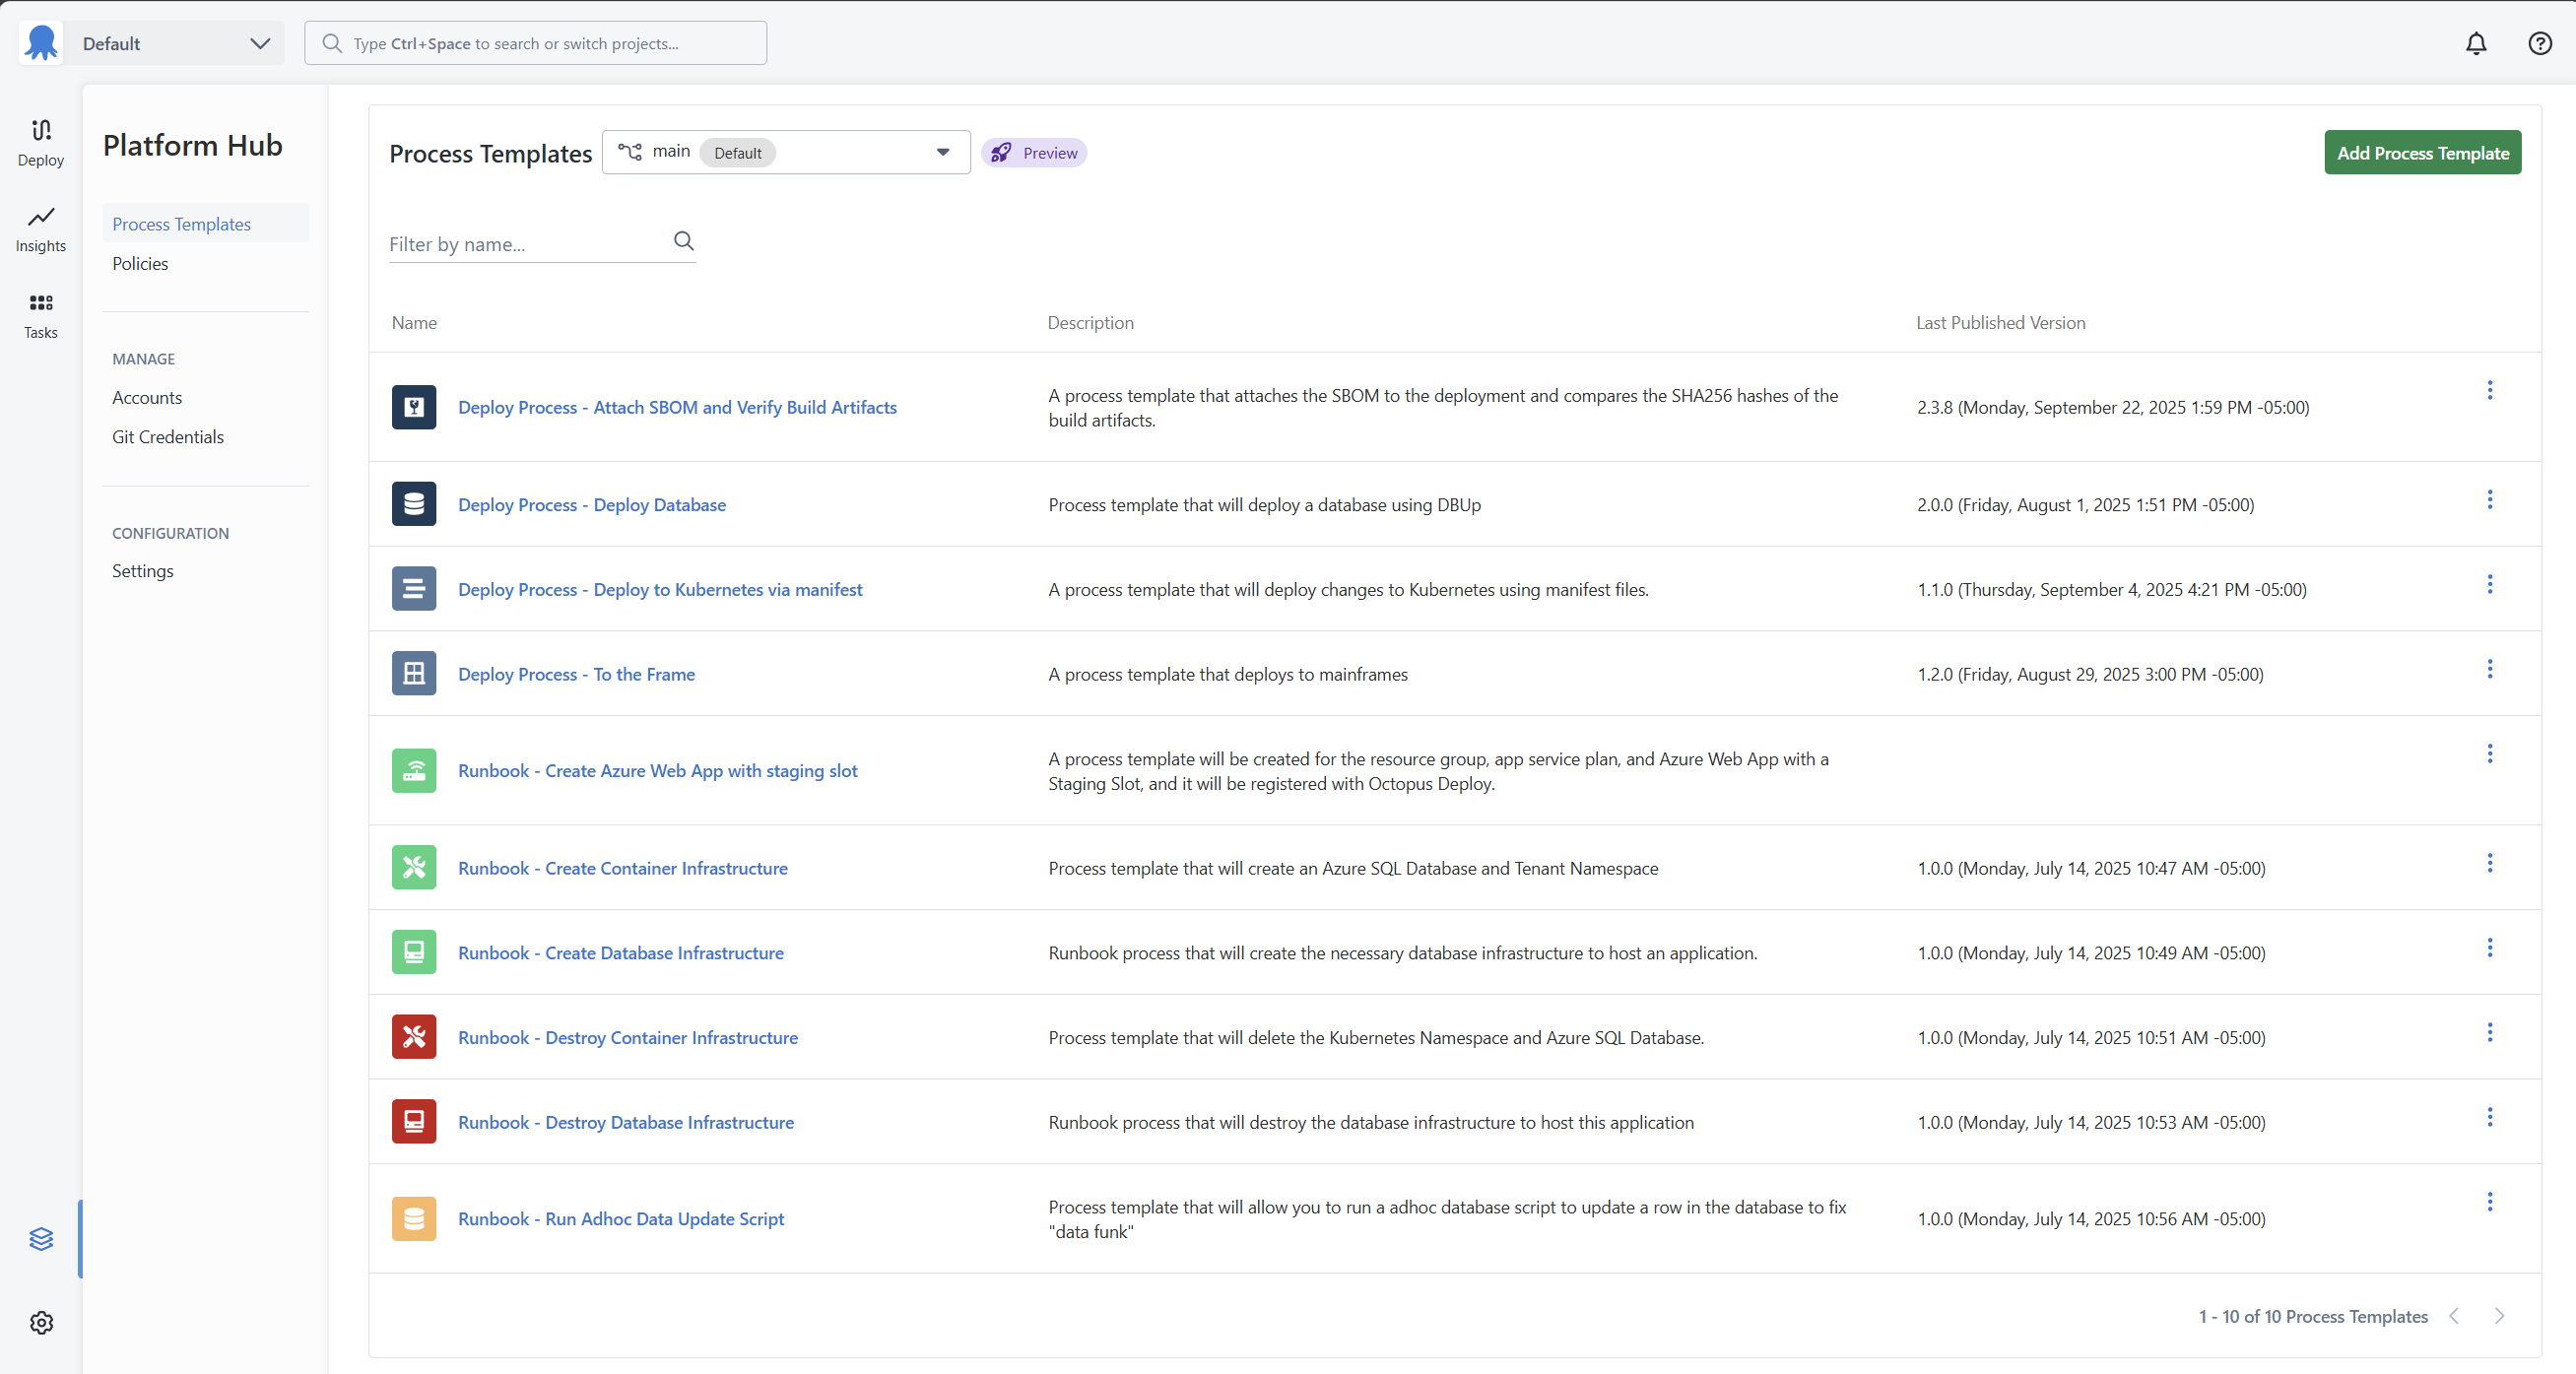 Default
Type Ctrl+Space to search or switch projects...
Deploy
Insights
Tasks
Platform Hub
Process Templates
Policies
MANAGE
Accounts
Git Credentials
CONFIGURATION
Settings
Process Templates
main Default
Preview
Add Process Template
Filter by name...
Name Description Last Published Version
Deploy Process - Attach SBOM and Verify Build Artifacts
A process template that attaches the SBOM to the deployment and compares the SHA256 hashes of the
build artifacts.
2.3.8 (Monday, September 22, 2025 1:59 PM -05:00)
Deploy Process - Deploy Database
Process template that will deploy a database using DBUp
2.0.0 (Friday, August 1, 2025 1:51 PM -05:00)
Deploy Process - Deploy to Kubernetes via manifest
A process template that will deploy changes to Kubernetes using manifest files.
1.1.0 (Thursday, September 4, 2025 4:21 PM -05:00)
Deploy Process - To the Frame
A process template that deploys to mainframes
1.2.0 (Friday, August 29, 2025 3:00 PM -05:00)
Runbook - Create Azure Web App with staging slot
A process template will be created for the resource group, app service plan, and Azure Web App with a
Staging Slot, and it will be registered with Octopus Deploy.
Runbook - Create Container Infrastructure
Process template that will create an Azure SQL Database and Tenant Namespace
1.0.0 (Monday, July 14, 2025 10:47 AM -05:00)
Runbook - Create Database Infrastructure
Runbook process that will create the necessary database infrastructure to host an application.
1.0.0 (Monday, July 14, 2025 10:49 AM -05:00)
Runbook - Destroy Container Infrastructure
Process template that will delete the Kubernetes Namespace and Azure SQL Database.
1.0.0 (Monday, July 14, 2025 10:51 AM -05:00)
Runbook - Destroy Database Infrastructure
Runbook process that will destroy the database infrastructure to host this application
1.0.0 (Monday, July 14, 2025 10:53 AM -05:00)
Runbook - Run Adhoc Data Update Script
Process template that will allow you to run a adhoc database script to update a row in the database to fix
"data funk"
1.0.0 (Monday, July 14, 2025 10:56 AM -05:00)
1 - 10 of 10 Process Templates